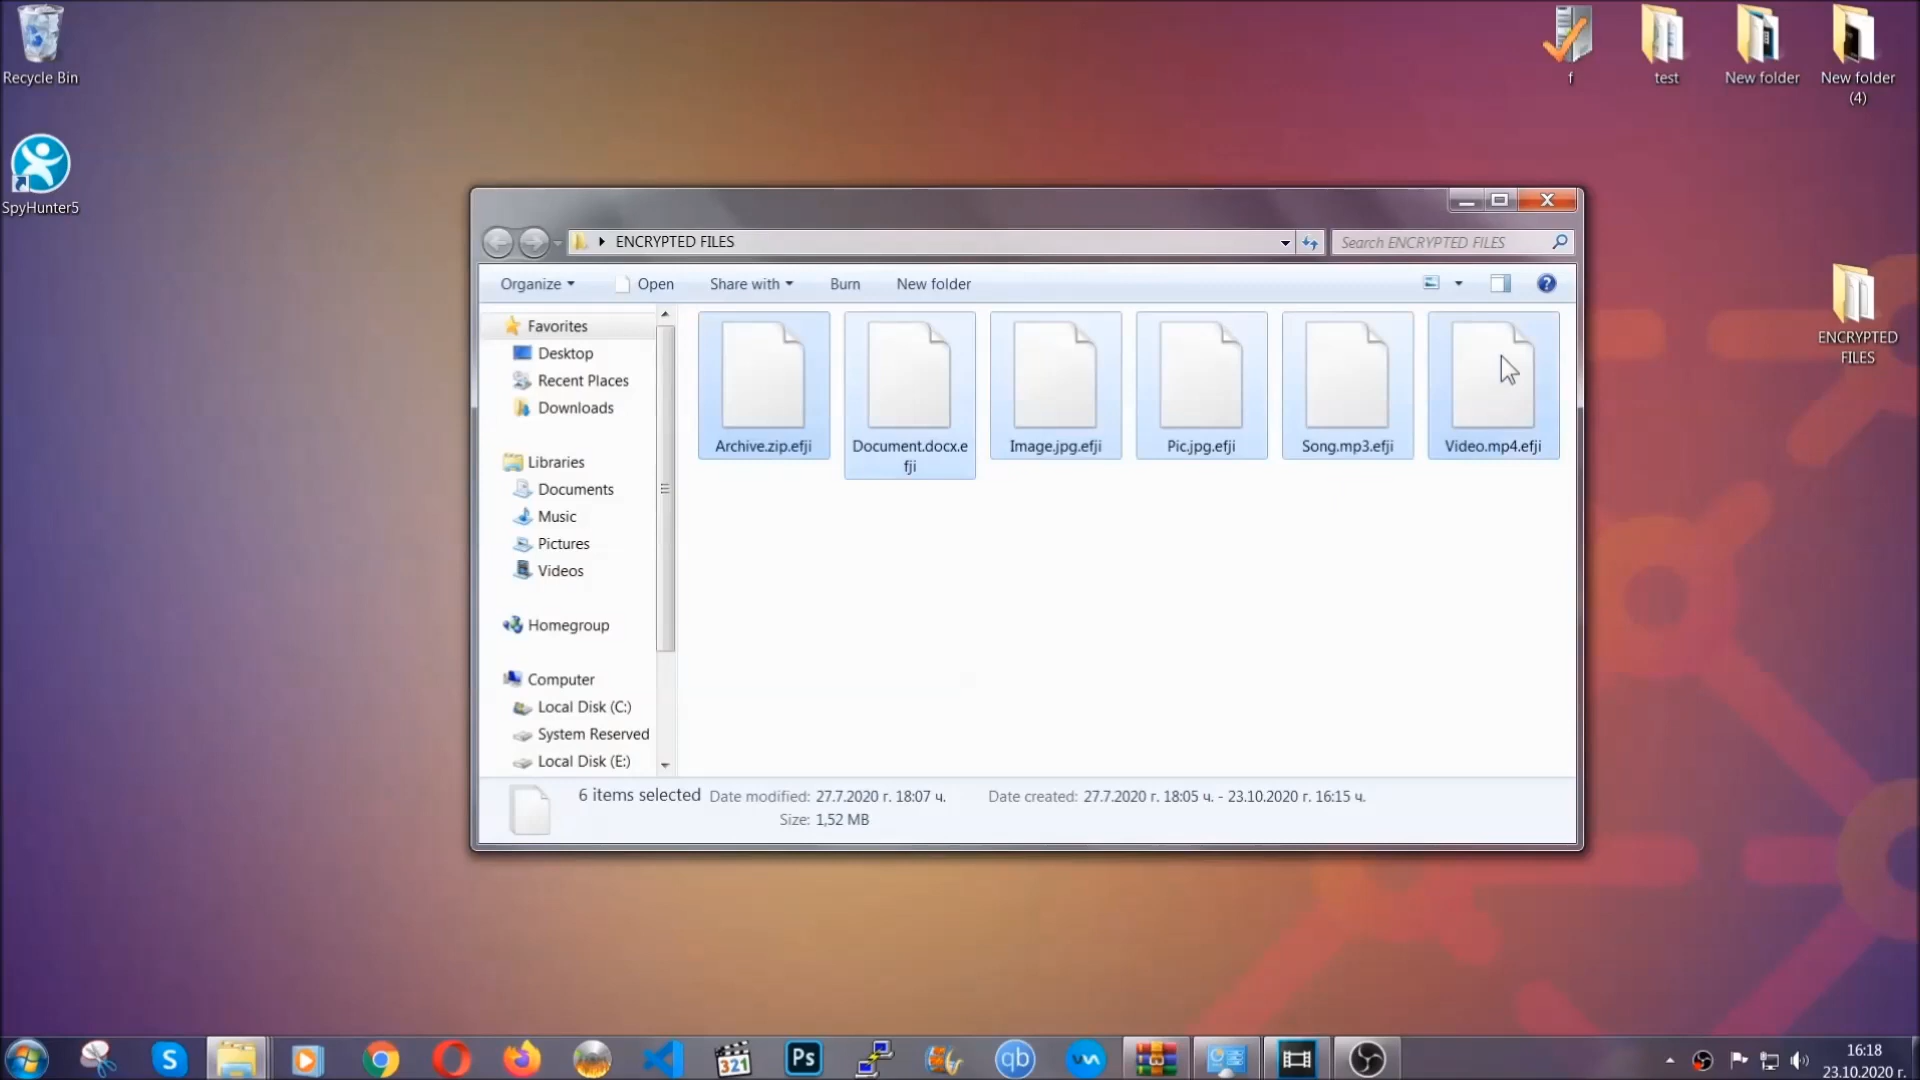 Recycle Bin
SpyHunter5
f
test
New folder
New folder
(4)
ENCRYPTED
FILES
ENCRYPTED FILES
Search ENCRYPTED FILES
Organize
Open
Share with
Burn
New folder
Favorites
Desktop
Recent Places
Downloads
Libraries
Documents
Music
Pictures
Videos
Homegroup
Computer
Local Disk (C:)
System Reserved
Local Disk (E:)
Archive.zip.efji
Document.docx.e
fji
Image.jpg.efji
Pic.jpg.efji
Song.mp3.efji
Video.mp4.efji
6 items selected
Date modified: 27.7.2020 г. 18:07 ч.
Date created: 27.7.2020 г. 18:05 ч. - 23.10.2020 г. 16:15 ч.
Size: 1,52 MB
S
321
Ps
qb
16:18
23.10.2020 г.